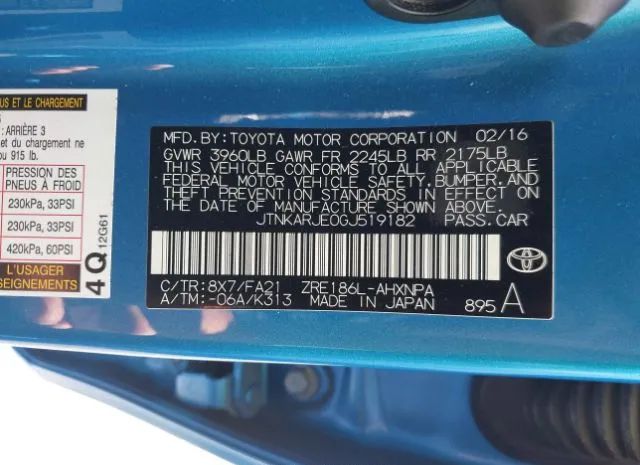 US ET LE CHARGEMENT
: ARRIÈRE 3
et du chargement ne
ou 915 lb.
PRESSION DES
PNEUS À FROID
230kPa, 33PSI
230kPa, 33PSI
420kPa, 60PSI
L'USAGER
SEIGNEMENTS
4Q
12G61
MFD.BY:TOYOTA MOTOR CORPORATION 02/16
GVWR 3960LB GAWR FR 2245LB RR 2175LB
THIS VEHICLE CONFORMS TO ALL APPLICABLE
FEDERAL MOTOR VEHICLE SAFETY,BUMPER,AND
THEFT PREVENTION STANDARDS IN EFFECT ON
THE DATE OF MANUFACTURE SHOWN ABOVE.
JTNKARJE0GJ519182 PASS.CAR
C/TR:8X7/FA21 ZRE186L-AHXNPA
A/TM:-06A/K313 MADE IN JAPAN 895 A